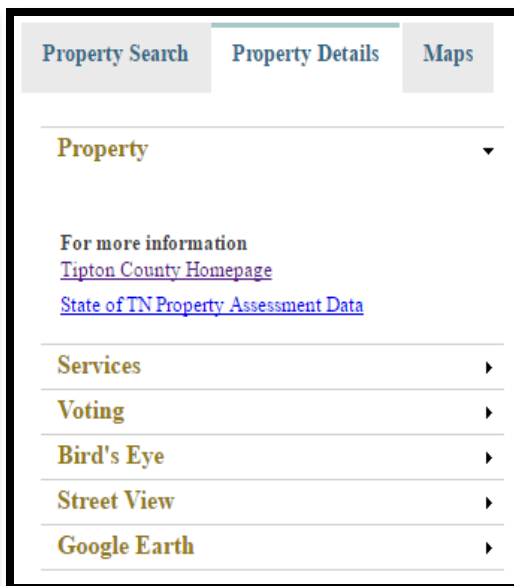 Property Search Property Details Maps
Property
For more information
Tipton County Homepage
State of TN Property Assessment Data
Services
Voting
Bird's Eye
Street View
Google Earth